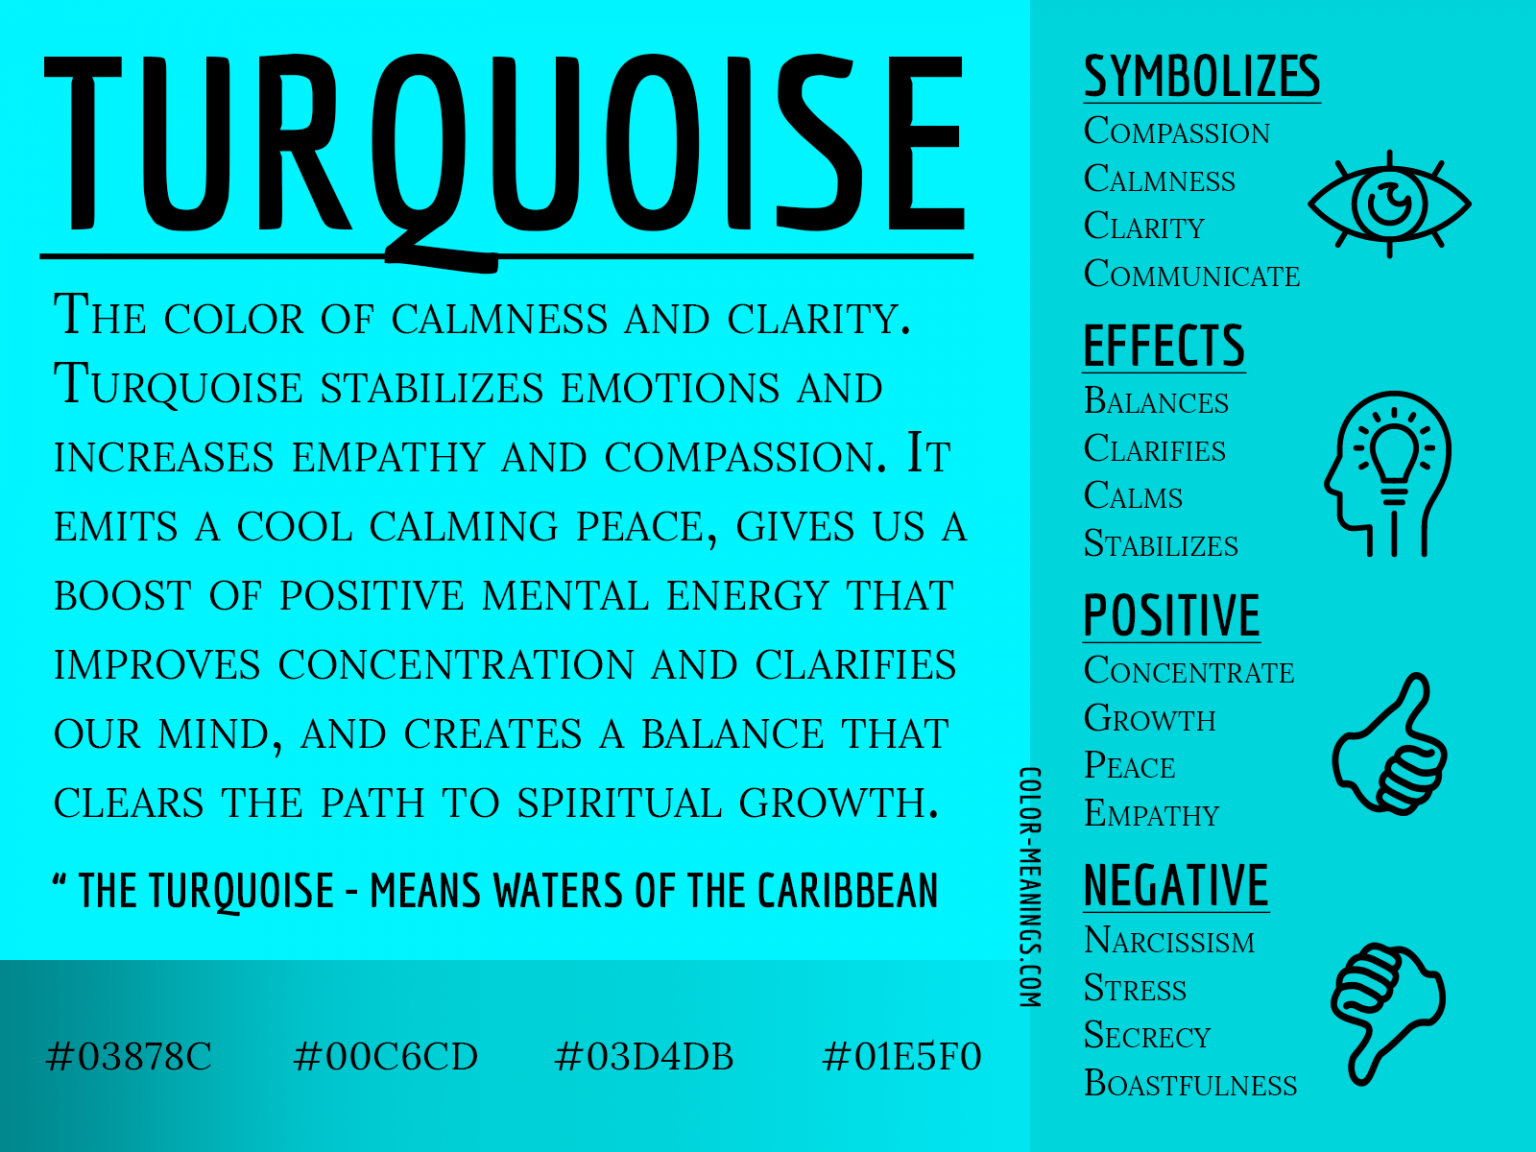 TURQUOISE
The color of calmness and clarity.
Turquoise stabilizes emotions and
increases empathy and compassion. It
emits a cool calming peace, gives us a
boost of positive mental energy that
improves concentration and clarifies
our mind, and creates a balance that
clears the path to spiritual growth.
“ THE TURQUOISE - MEANS WATERS OF THE CARIBBEAN
#03878C #00C6CD #03D4DB #01E5F0
COLOR-MEANINGS.COM
SYMBOLIZES
Compassion
Calmness
Clarity
Communicate
EFFECTS
Balances
Clarifies
Calms
Stabilizes
POSITIVE
Concentrate
Growth
Peace
Empathy
NEGATIVE
Narcissism
Stress
Secrecy
Boastfulness